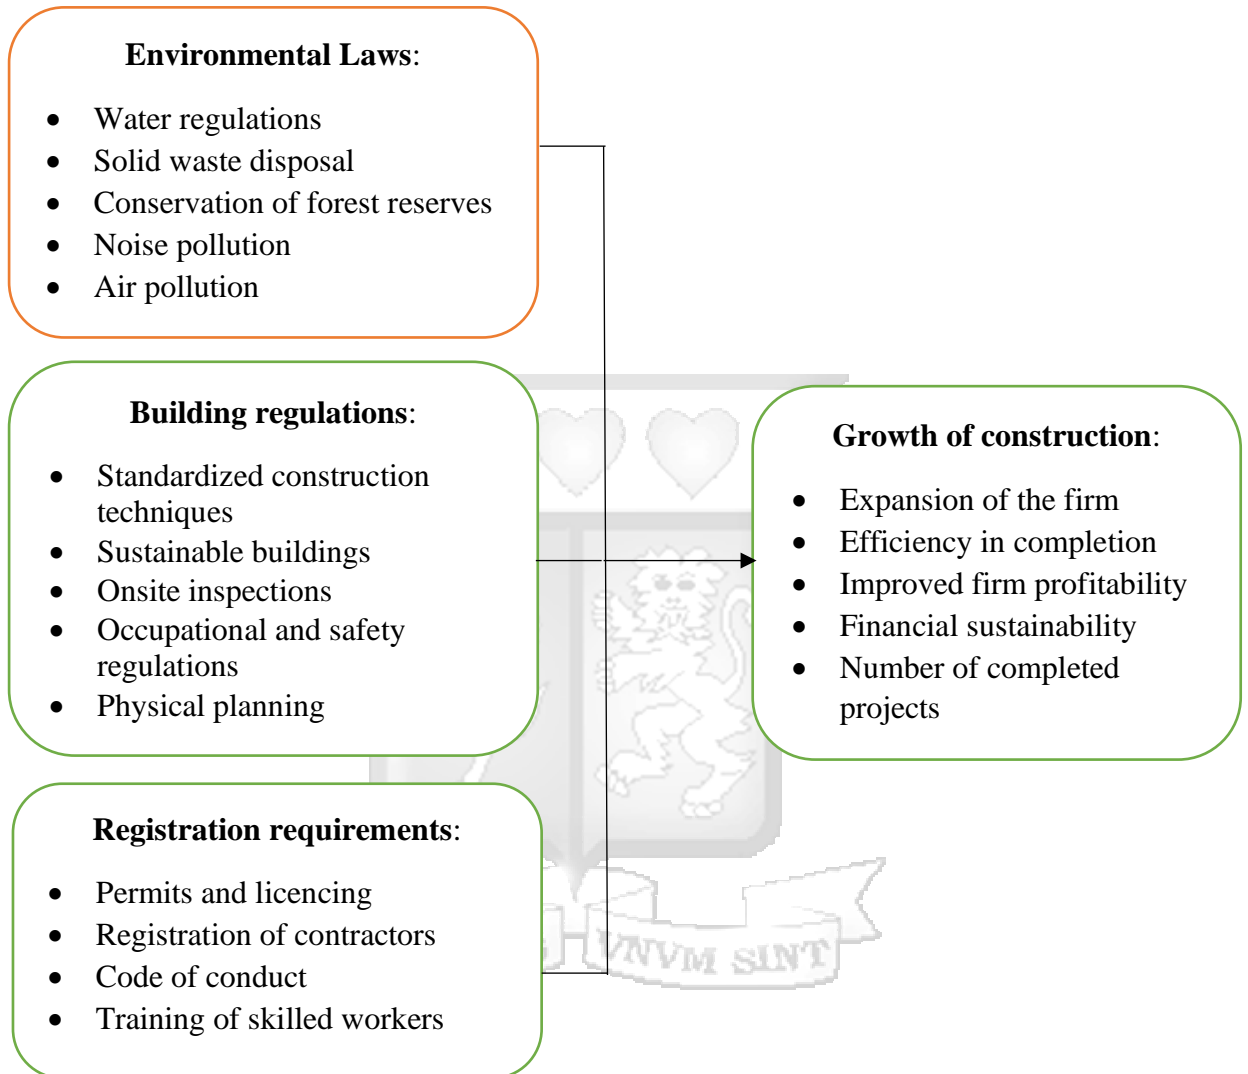 Environmental Laws:
• Water regulations
• Solid waste disposal
• Conservation of forest reserves
• Noise pollution
• Air pollution
Building regulations:
• Standardized construction
techniques
• Sustainable buildings
• Onsite inspections
• Occupational and safety
regulations
• Physical planning
Growth of construction:
• Expansion of the firm
• Efficiency in completion
• Improved firm profitability
• Financial sustainability
• Number of completed
projects
Registration requirements:
• Permits and licencing
• Registration of contractors
• Code of conduct
• Training of skilled workers
VNVM SINT